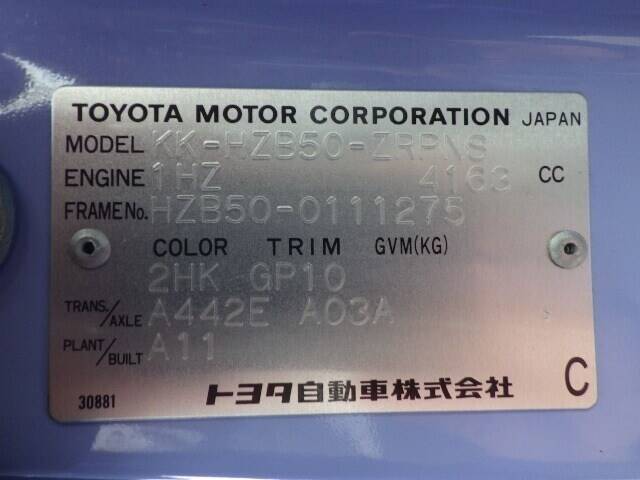 TOYOTA MOTOR CORPORATION JAPAN
MODEL KK-HZB50-ZRPNS
ENGINE 1HZ 4163 CC
FRAME No. HZB50-0111275
COLOR TRIM GVM(KG)
2HK GP10
TRANS./AXLE A442E A03A
PLANT/BUILT A11
30881 トヨタ自動車株式会社 C